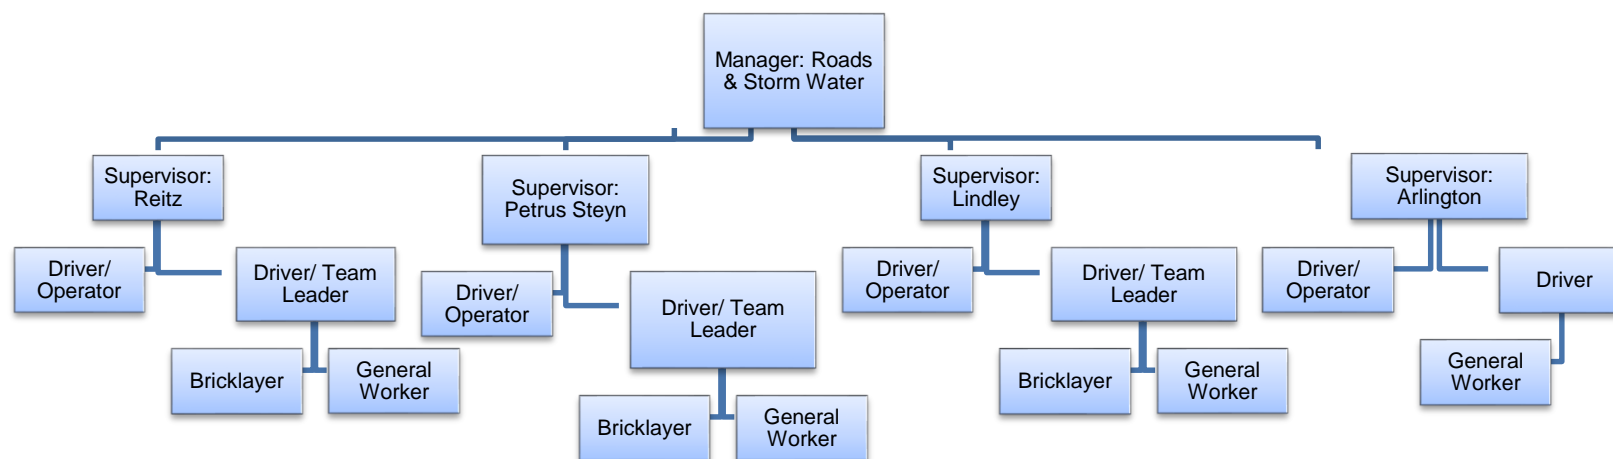 Manager: Roads
& Storm Water
Supervisor:
Reitz
Supervisor:
Petrus Steyn
Supervisor:
Lindley
Supervisor:
Arlington
Driver/
Operator
Driver/ Team
Leader
Bricklayer
General
Worker
Driver/
Operator
Driver/ Team
Leader
Bricklayer
General
Worker
Driver/
Operator
Driver/ Team
Leader
Bricklayer
General
Worker
Driver/
Operator
Driver
General
Worker